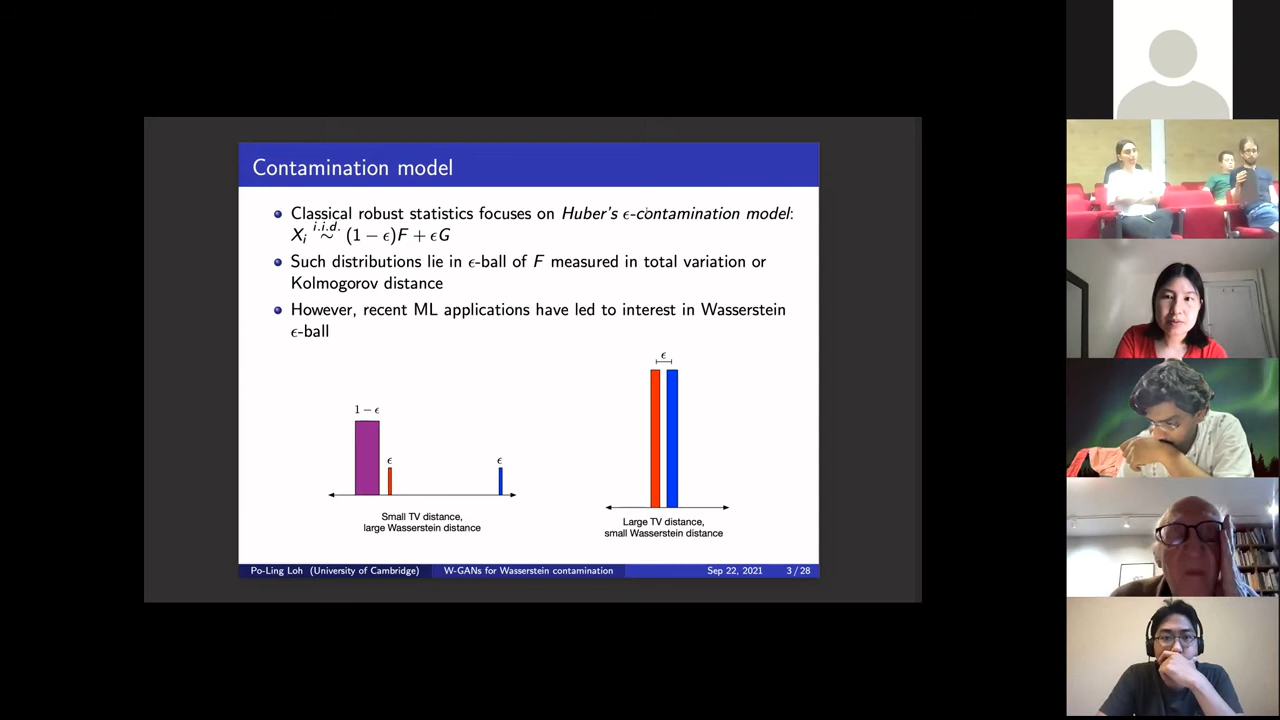 Contamination model
Classical robust statistics focuses on Huber's ϵ-contamination model:
X_i i.i.d. ∼ (1 − ϵ)F + ϵG
Such distributions lie in ϵ-ball of F measured in total variation or
Kolmogorov distance
However, recent ML applications have led to interest in Wasserstein
ϵ-ball
1 − ϵ
ϵ
ϵ
Small TV distance,
large Wasserstein distance
ϵ
Large TV distance,
small Wasserstein distance
Po-Ling Loh (University of Cambridge) W-GANs for Wasserstein contamination Sep 22, 2021 3 / 28